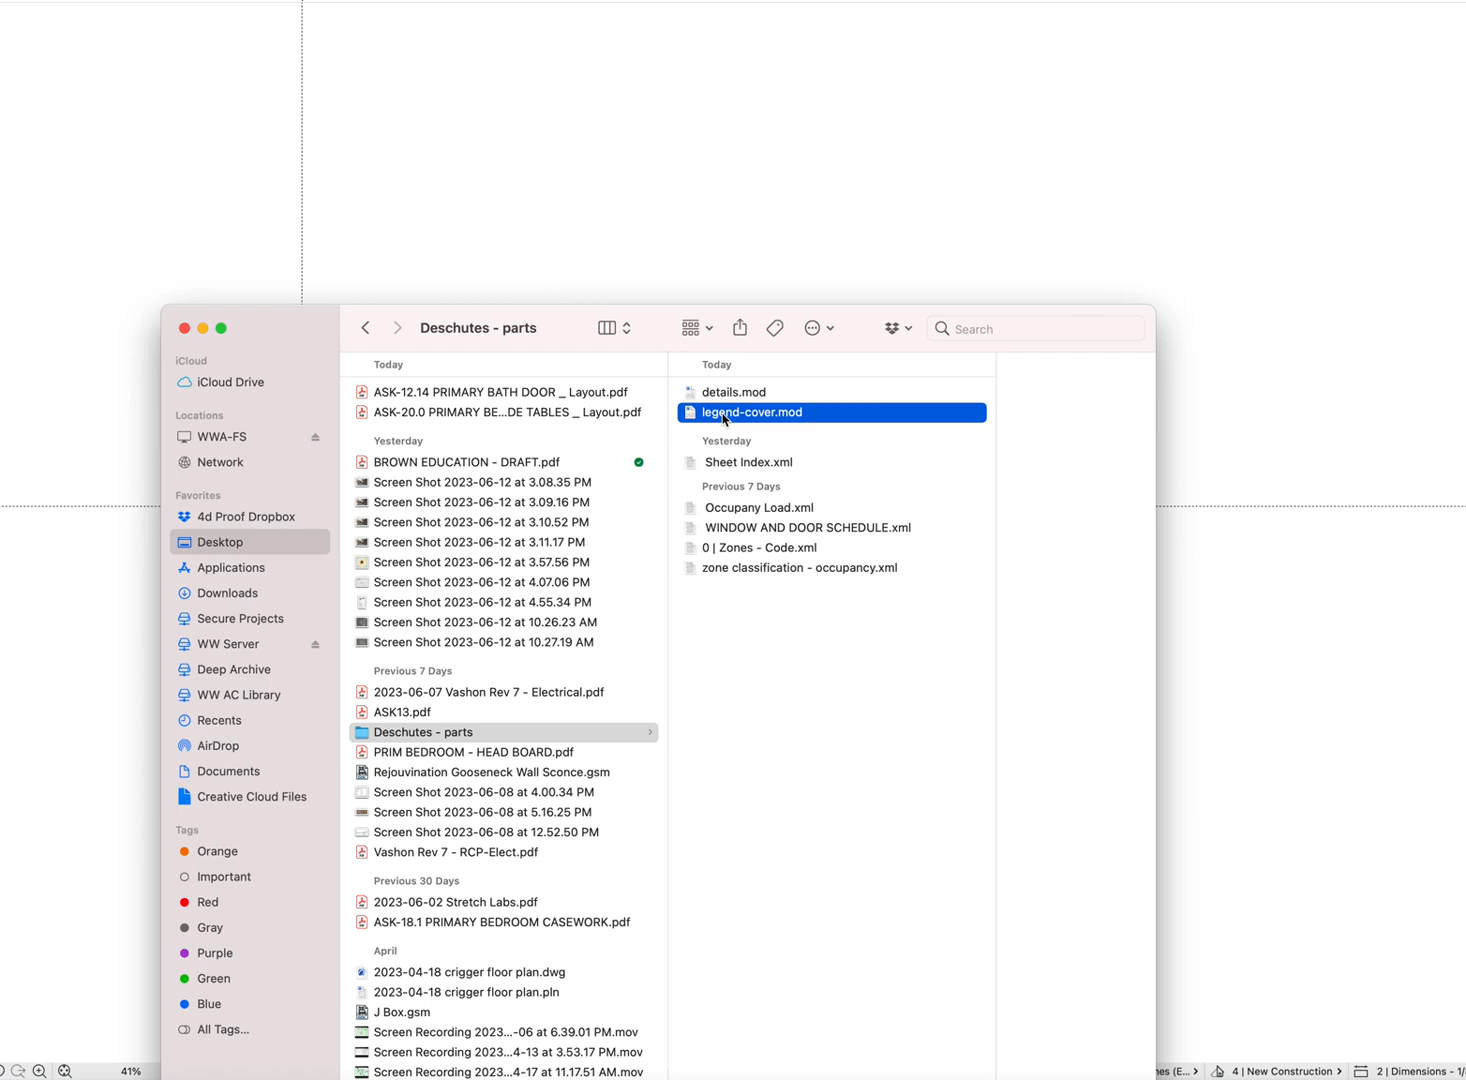 Deschutes - parts
Search
iCloud
iCloud Drive
Locations
WWA-FS
Network
Favorites
4d Proof Dropbox
Desktop
Applications
Downloads
Secure Projects
WW Server
Deep Archive
WW AC Library
Recents
AirDrop
Documents
Creative Cloud Files
Tags
Orange
Important
Red
Gray
Purple
Green
Blue
All Tags...
Today
ASK-12.14 PRIMARY BATH DOOR _ Layout.pdf
ASK-20.0 PRIMARY BE...DE TABLES _ Layout.pdf
Yesterday
BROWN EDUCATION - DRAFT.pdf
Screen Shot 2023-06-12 at 3.08.35 PM
Screen Shot 2023-06-12 at 3.09.16 PM
Screen Shot 2023-06-12 at 3.10.52 PM
Screen Shot 2023-06-12 at 3.11.17 PM
Screen Shot 2023-06-12 at 3.57.56 PM
Screen Shot 2023-06-12 at 4.07.06 PM
Screen Shot 2023-06-12 at 4.55.34 PM
Screen Shot 2023-06-12 at 10.26.23 AM
Screen Shot 2023-06-12 at 10.27.19 AM
Previous 7 Days
2023-06-07 Vashon Rev 7 - Electrical.pdf
ASK13.pdf
Deschutes - parts
PRIM BEDROOM - HEAD BOARD.pdf
Rejouvination Gooseneck Wall Sconce.gsm
Screen Shot 2023-06-08 at 4.00.34 PM
Screen Shot 2023-06-08 at 5.16.25 PM
Screen Shot 2023-06-08 at 12.52.50 PM
Vashon Rev 7 - RCP-Elect.pdf
Previous 30 Days
2023-06-02 Stretch Labs.pdf
ASK-18.1 PRIMARY BEDROOM CASEWORK.pdf
April
2023-04-18 crigger floor plan.dwg
2023-04-18 crigger floor plan.pln
J Box.gsm
Screen Recording 2023...-06 at 6.39.01 PM.mov
Screen Recording 2023...4-13 at 3.53.17 PM.mov
Screen Recording 2023...4-17 at 11.17.51 AM.mov
Today
details.mod
legend-cover.mod
Yesterday
Sheet Index.xml
Previous 7 Days
Occupany Load.xml
WINDOW AND DOOR SCHEDULE.xml
0 | Zones - Code.xml
zone classification - occupancy.xml
41%
nes (E...
4 | New Construction
2 | Dimensions - 1/